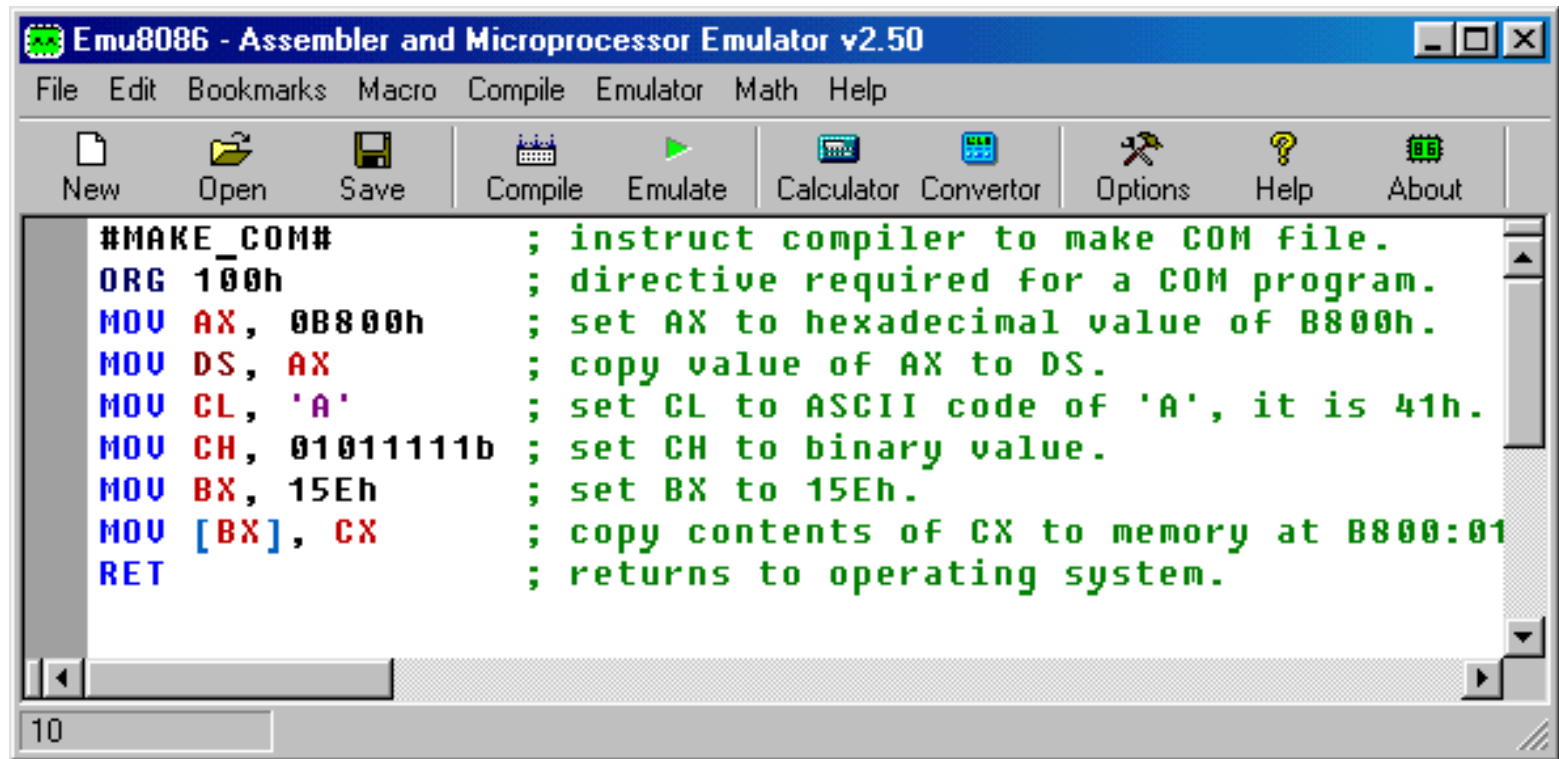 Emu8086 - Assembler and Microprocessor Emulator v2.50
File Edit Bookmarks Macro Compile Emulator Math Help
New Open Save Compile Emulate Calculator Convertor Options Help About
#MAKE_COM# ; instruct compiler to make COM file.
ORG 100h ; directive required for a COM program.
MOV AX, 0B800h ; set AX to hexadecimal value of B800h.
MOV DS, AX ; copy value of AX to DS.
MOV CL, 'A' ; set CL to ASCII code of 'A', it is 41h.
MOV CH, 01011111b ; set CH to binary value.
MOV BX, 15Eh ; set BX to 15Eh.
MOV [BX], CX ; copy contents of CX to memory at B800:01
RET ; returns to operating system.
10